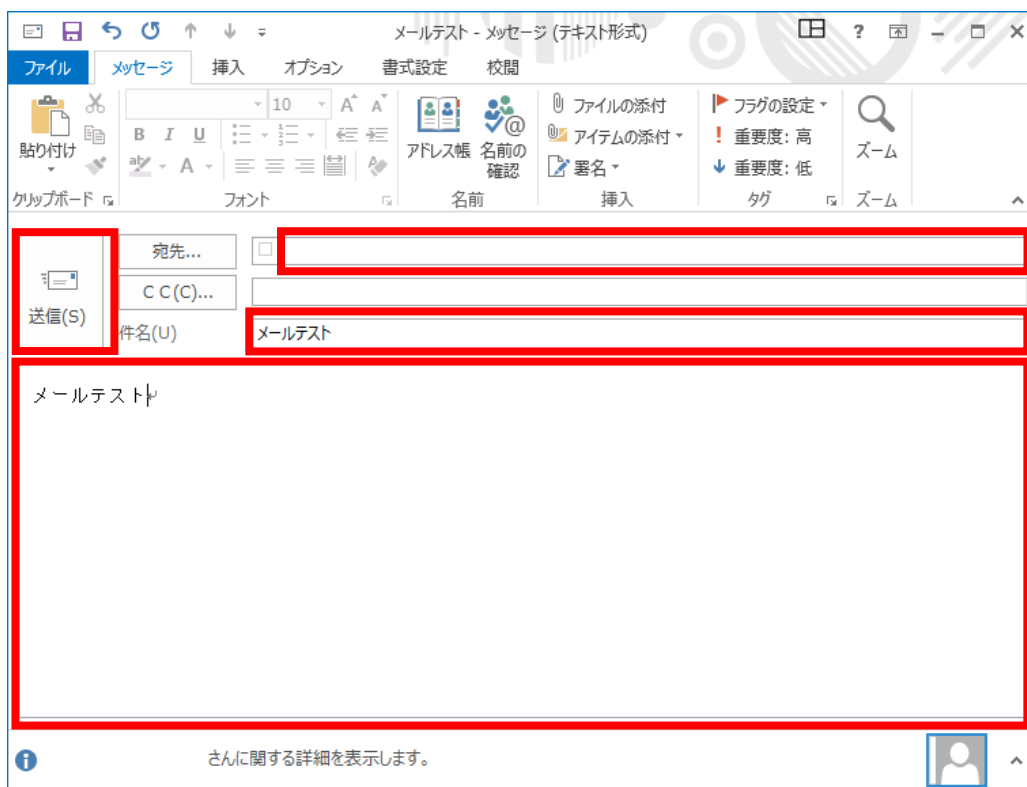 メールテスト - メッセージ (テキスト形式)
ファイル メッセージ 挿入 オプション 書式設定 校閲
貼り付け
クリップボード
10 A A
B I U
aby A
フォント
アドレス帳
名前の
確認
名前
ファイルの添付
アイテムの添付
署名
挿入
フラグの設定
! 重要度: 高
重要度: 低
タグ
ズーム
ズーム
送信(S)
宛先...
C C(C)...
件名(U) メールテスト
メールテスト
さんに関する詳細を表示します。